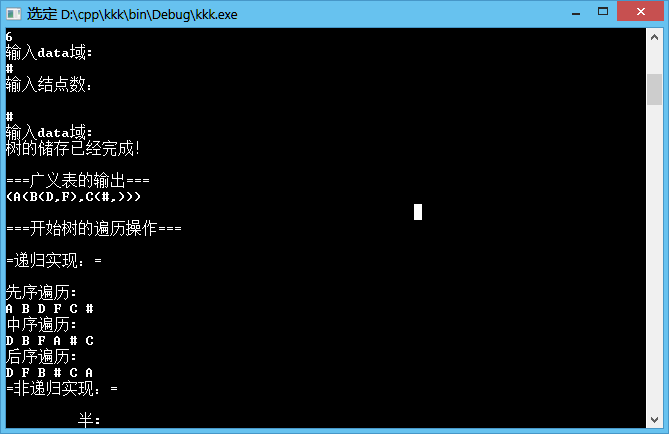 选定 D:\cpp\kkk\bin\Debug\kkk.exe
6
输入data域:
#
输入结点数:
#
输入data域:
树的储存已经完成!
===广义表的输出===
(A(B(D,F),C(#,)))
===开始树的遍历操作===
=递归实现: =
先序遍历:
A B D F C #
中序遍历:
D B F A # C
后序遍历:
D F B # C A
=非递归实现: =
半: